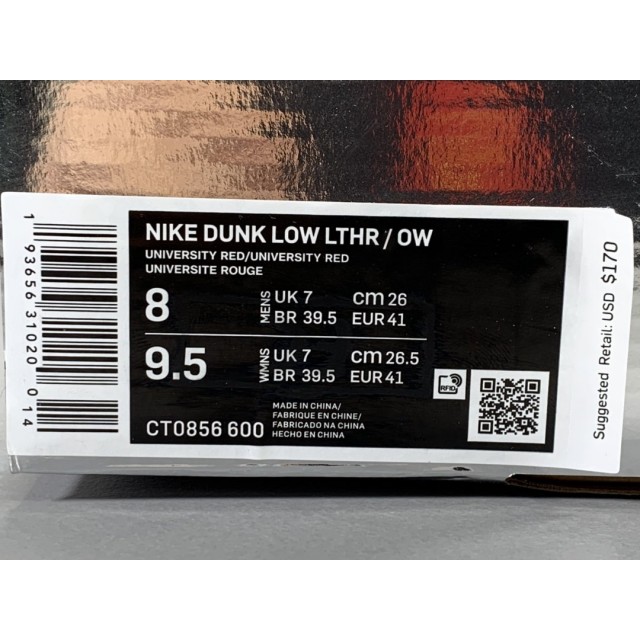 NIKE DUNK LOW LTHR / OW
UNIVERSITY RED/UNIVERSITY RED
UNIVERSITE ROUGE
8 MENS UK 7 cm 26
BR 39.5 EUR 41
9.5 WMNS UK 7 cm 26.5
BR 39.5 EUR 41
CT0856 600
MADE IN CHINA/
FABRIQUE EN CHINE/
FABRICADO NA CHINA
HECHO EN CHINA
RFID
1 93656 31020 014
Suggested Retail: USD $170